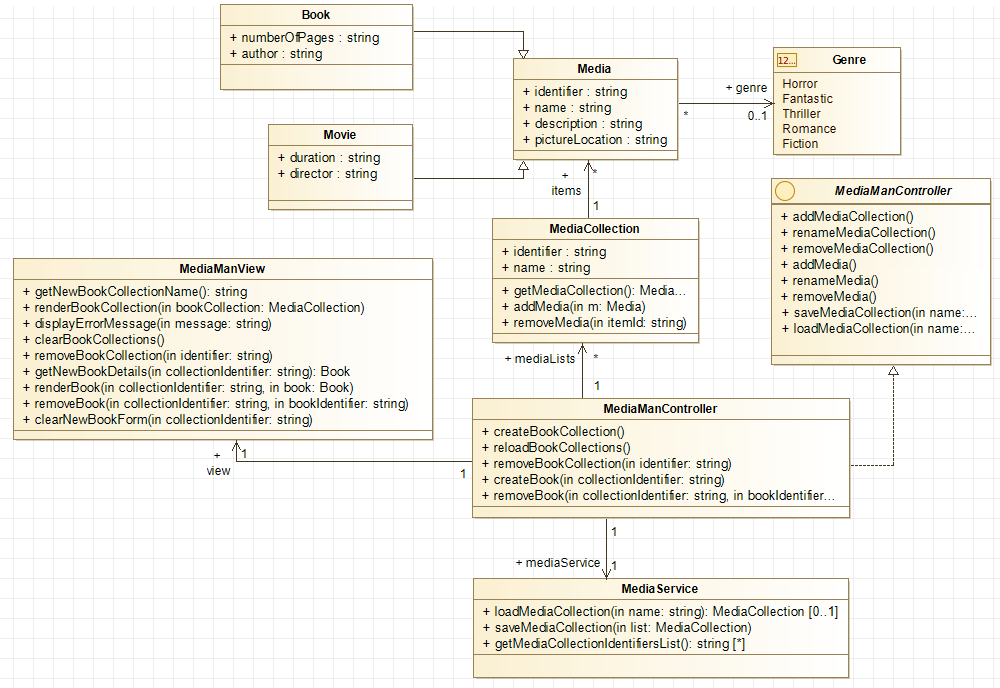 Book
+ numberOfPages : string
+ author : string
Media
+ identifier : string
+ name : string
+ description : string
+ pictureLocation : string
+ genre
*
0..1
12...
Genre
Horror
Fantastic
Thriller
Romance
Fiction
Movie
+ duration : string
+ director : string
+
items
*
1
MediaCollection
+ identifier : string
+ name : string
+ getMediaCollection(): Media...
+ addMedia(in m: Media)
+ removeMedia(in itemId: string)
MediaManController
+ addMediaCollection()
+ renameMediaCollection()
+ removeMediaCollection()
+ addMedia()
+ renameMedia()
+ removeMedia()
+ saveMediaCollection(in name:...
+ loadMediaCollection(in name:...
MediaManView
+ getNewBookCollectionName(): string
+ renderBookCollection(in bookCollection: MediaCollection)
+ displayErrorMessage(in message: string)
+ clearBookCollections()
+ removeBookCollection(in identifier: string)
+ getNewBookDetails(in collectionIdentifier: string): Book
+ renderBook(in collectionIdentifier: string, in book: Book)
+ removeBook(in collectionIdentifier: string, in bookIdentifier: string)
+ clearNewBookForm(in collectionIdentifier: string)
+ mediaLists
*
1
MediaManController
+ createBookCollection()
+ reloadBookCollections()
+ removeBookCollection(in identifier: string)
+ createBook(in collectionIdentifier: string)
+ removeBook(in collectionIdentifier: string, in bookIdentifier...
+
view
1
1
1
+ mediaService
1
MediaService
+ loadMediaCollection(in name: string): MediaCollection [0..1]
+ saveMediaCollection(in list: MediaCollection)
+ getMediaCollectionIdentifiersList(): string [*]